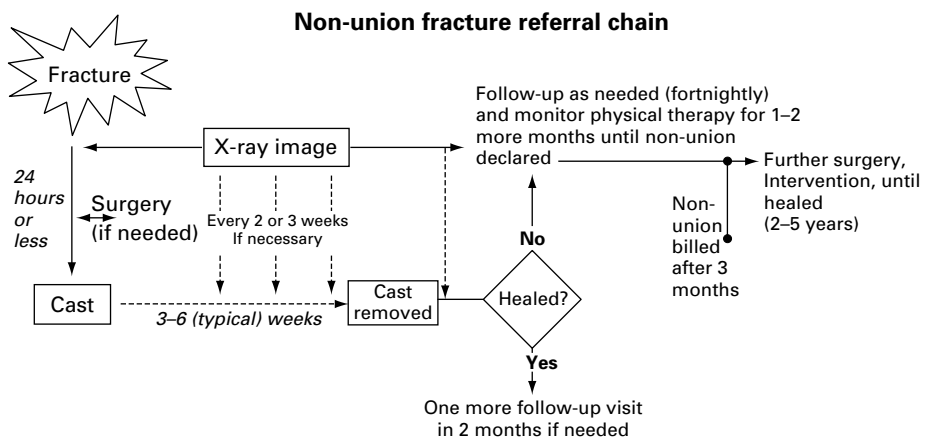 Non-union fracture referral chain
Fracture
Follow-up as needed (fortnightly)
and monitor physical therapy for 1–2
more months until non-union
declared
X-ray image
Further surgery,
Intervention, until
healed
(2–5 years)
24
hours
or
less
Surgery
(if needed)
Every 2 or 3 weeks
If necessary
Non-
union
billed
after 3
months
No
Cast
3–6 (typical) weeks
Cast
removed
Healed?
Yes
One more follow-up visit
in 2 months if needed